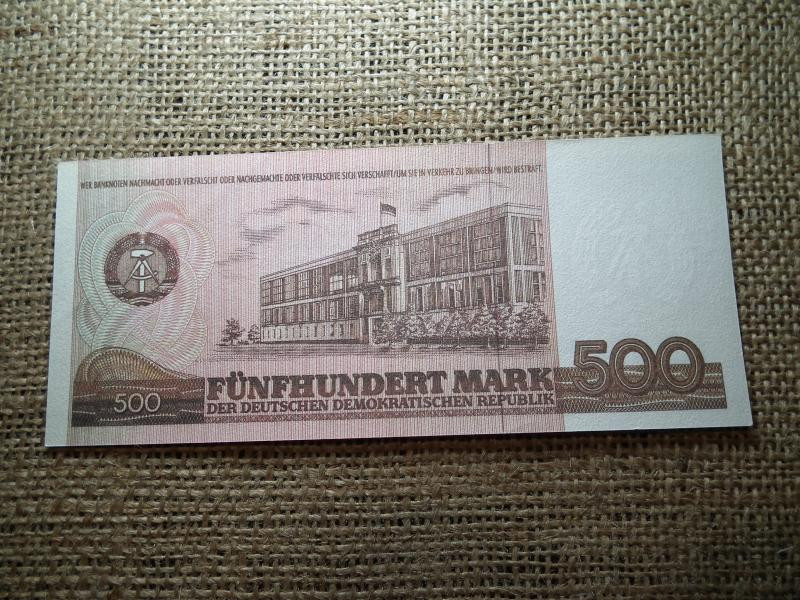 WER BANKNOTEN NACHMACHT ODER VERFÄLSCHT ODER NACHGEMACHTE ODER VERFÄLSCHTE SICH VERSCHAFFT/UM SIE IN VERKEHR ZU BRINGEN/WIRD BESTRAFT.
500
FÜNFHUNDERT MARK
DER DEUTSCHEN DEMOKRATISCHEN REPUBLIK
500